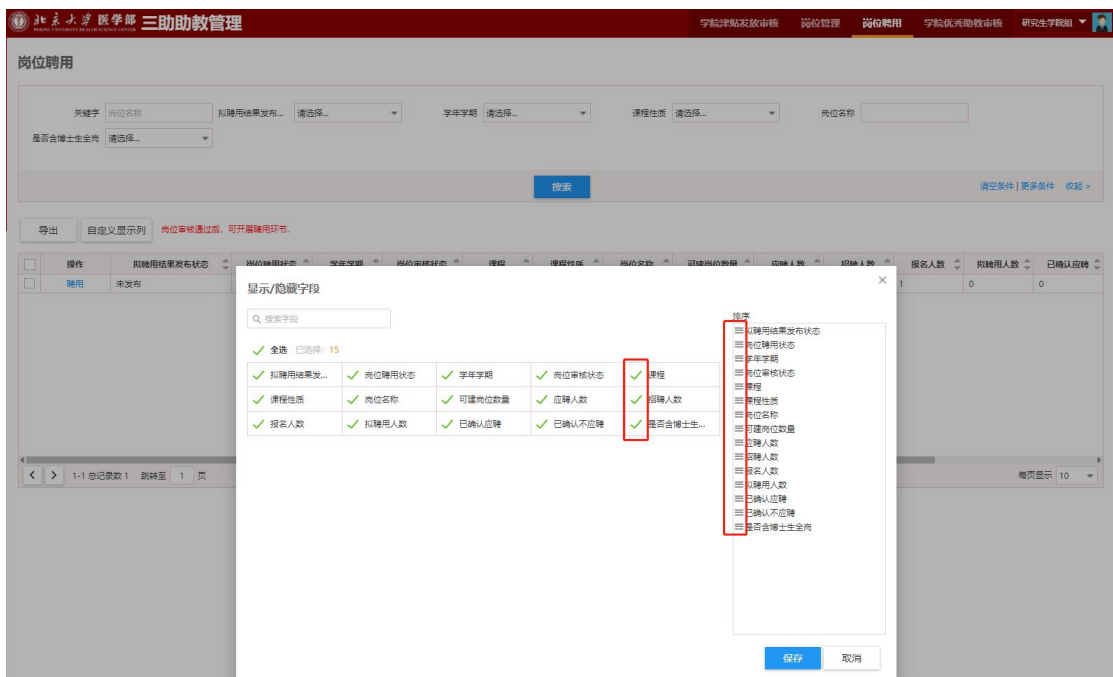 北京大学 医学部 三助助教管理 学院津贴发放审核 岗位管理 岗位聘用 学院优秀助教审核 研究生学院组
PEKING UNIVERSITY HEALTH SCIENCE CENTER
岗位聘用
关键字 岗位名称 拟聘用结果发布... 请选择... 学年学期 请选择... 课程性质 请选择... 岗位名称
是否含博士生全岗 请选择...
搜索 清空条件 | 更多条件 收起
导出 自定义显示列 岗位审核通过后，可开展聘用环节.
操作 拟聘用结果发布状态 岗位聘用状态 学年学期 岗位审核状态 课程 课程性质 岗位名称 可建岗位数量 应聘人数 招聘人数 报名人数 拟聘用人数 已确认应聘
聘用 未发布 1 0 0
显示/隐藏字段
搜索字段
全选 已选择: 15
拟聘用结果发... 岗位聘用状态 学年学期 岗位审核状态 课程
课程性质 岗位名称 可建岗位数量 应聘人数 招聘人数
报名人数 拟聘用人数 已确认应聘 已确认不应聘 是否含博士生...
排序
拟聘用结果发布状态
岗位聘用状态
学年学期
岗位审核状态
课程
课程性质
岗位名称
可建岗位数量
应聘人数
招聘人数
报名人数
拟聘用人数
已确认应聘
已确认不应聘
是否含博士生全岗
1-1 总记录数 1 跳转至 1 页 每页显示 10
保存 取消